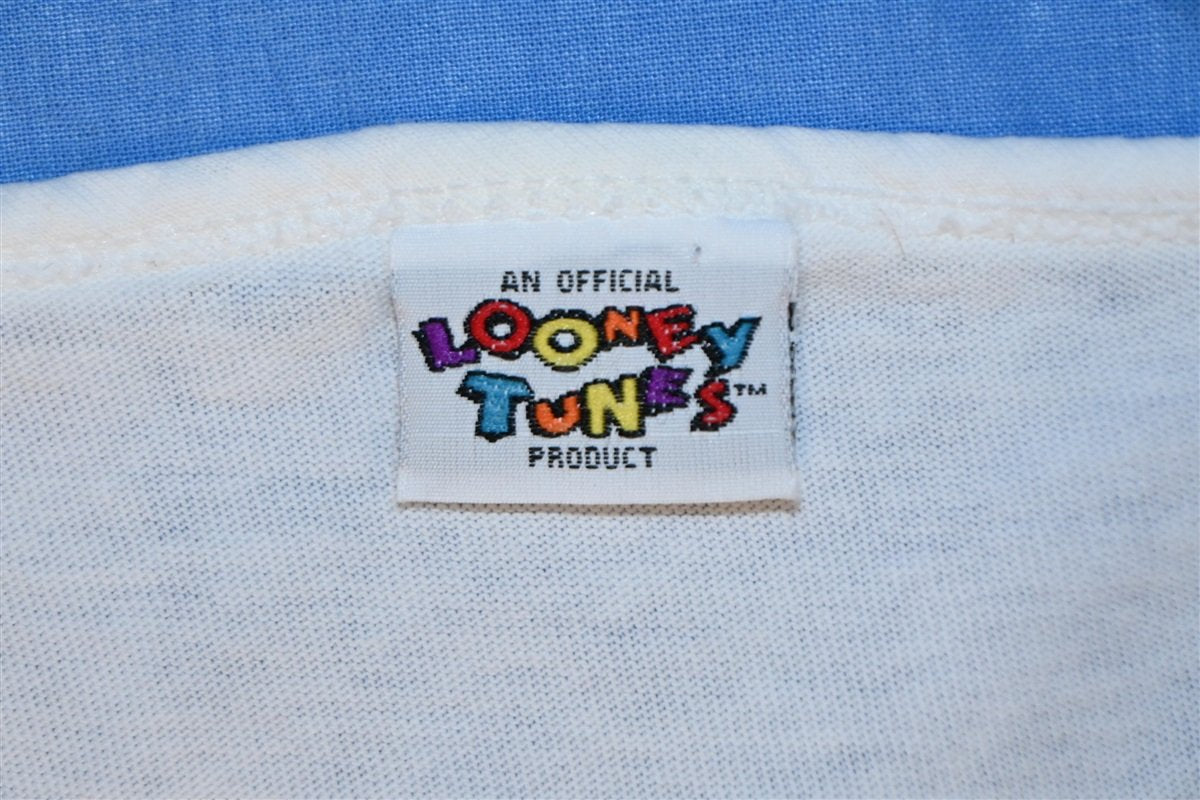 AN OFFICIAL
LOONEY
TUNES™
PRODUCT